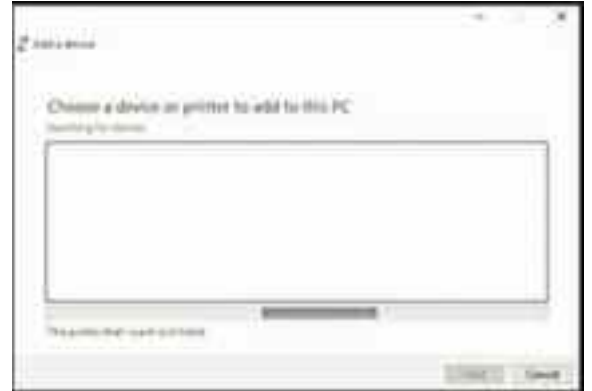 Add a device
Choose a device or printer to add to this PC
Searching for devices
The printer that I want isn't listed
Next Cancel